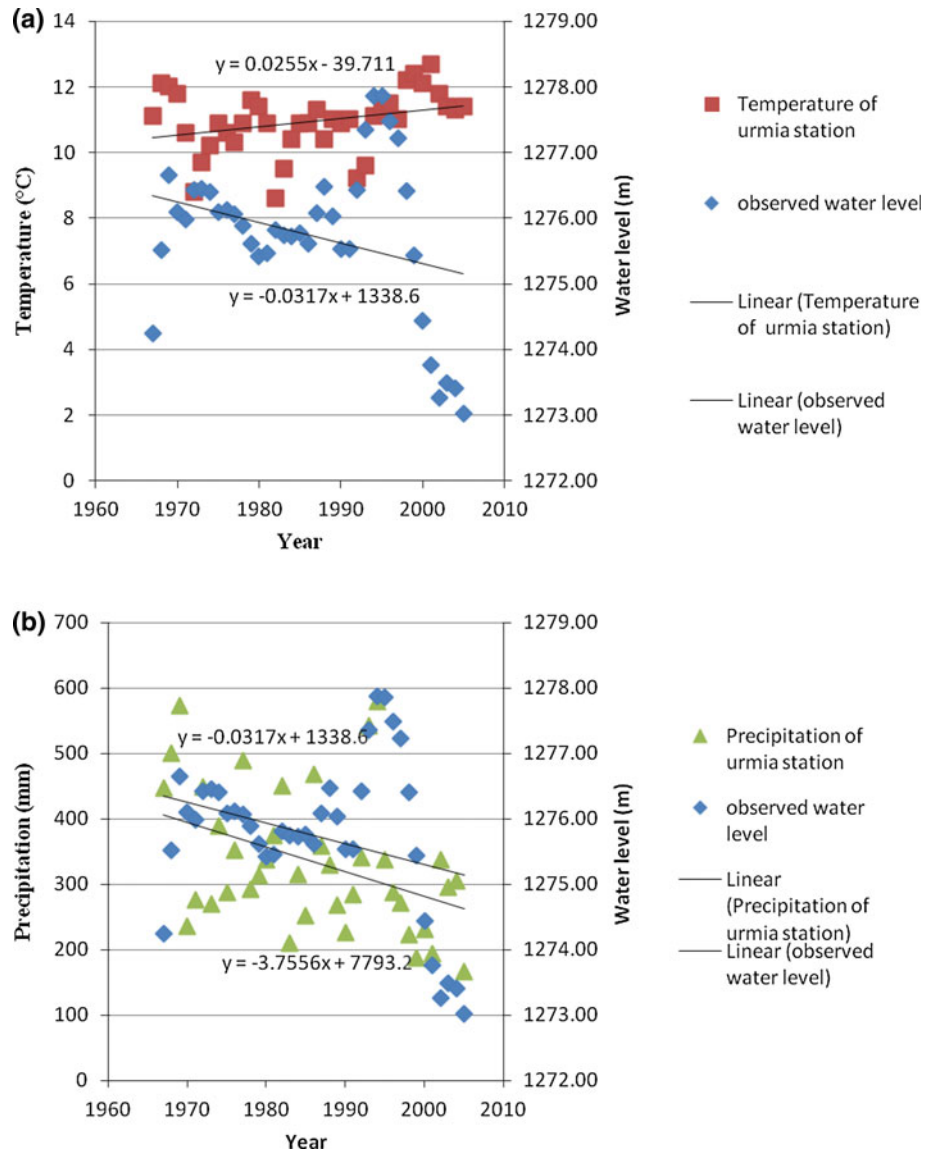 (a)
14
12
10
8
6
4
2
0
Temperature (°C)
y = 0.0255x - 39.711
y = -0.0317x + 1338.6
1279.00
1278.00
1277.00
1276.00
1275.00
1274.00
1273.00
1272.00
Water level (m)
1960
1970
1980
1990
2000
2010
Year
Temperature of
urmia station
observed water level
Linear (Temperature
of urmia station)
Linear (observed
water level)
(b)
700
600
500
400
300
200
100
0
Precipitation (mm)
y = -0.0317x + 1338.6
y = -3.7556x + 7793.2
1279.00
1278.00
1277.00
1276.00
1275.00
1274.00
1273.00
1272.00
Water level (m)
1960
1970
1980
1990
2000
2010
Year
Precipitation of
urmia station
observed water
level
Linear
(Precipitation of
urmia station)
Linear (observed
water level)